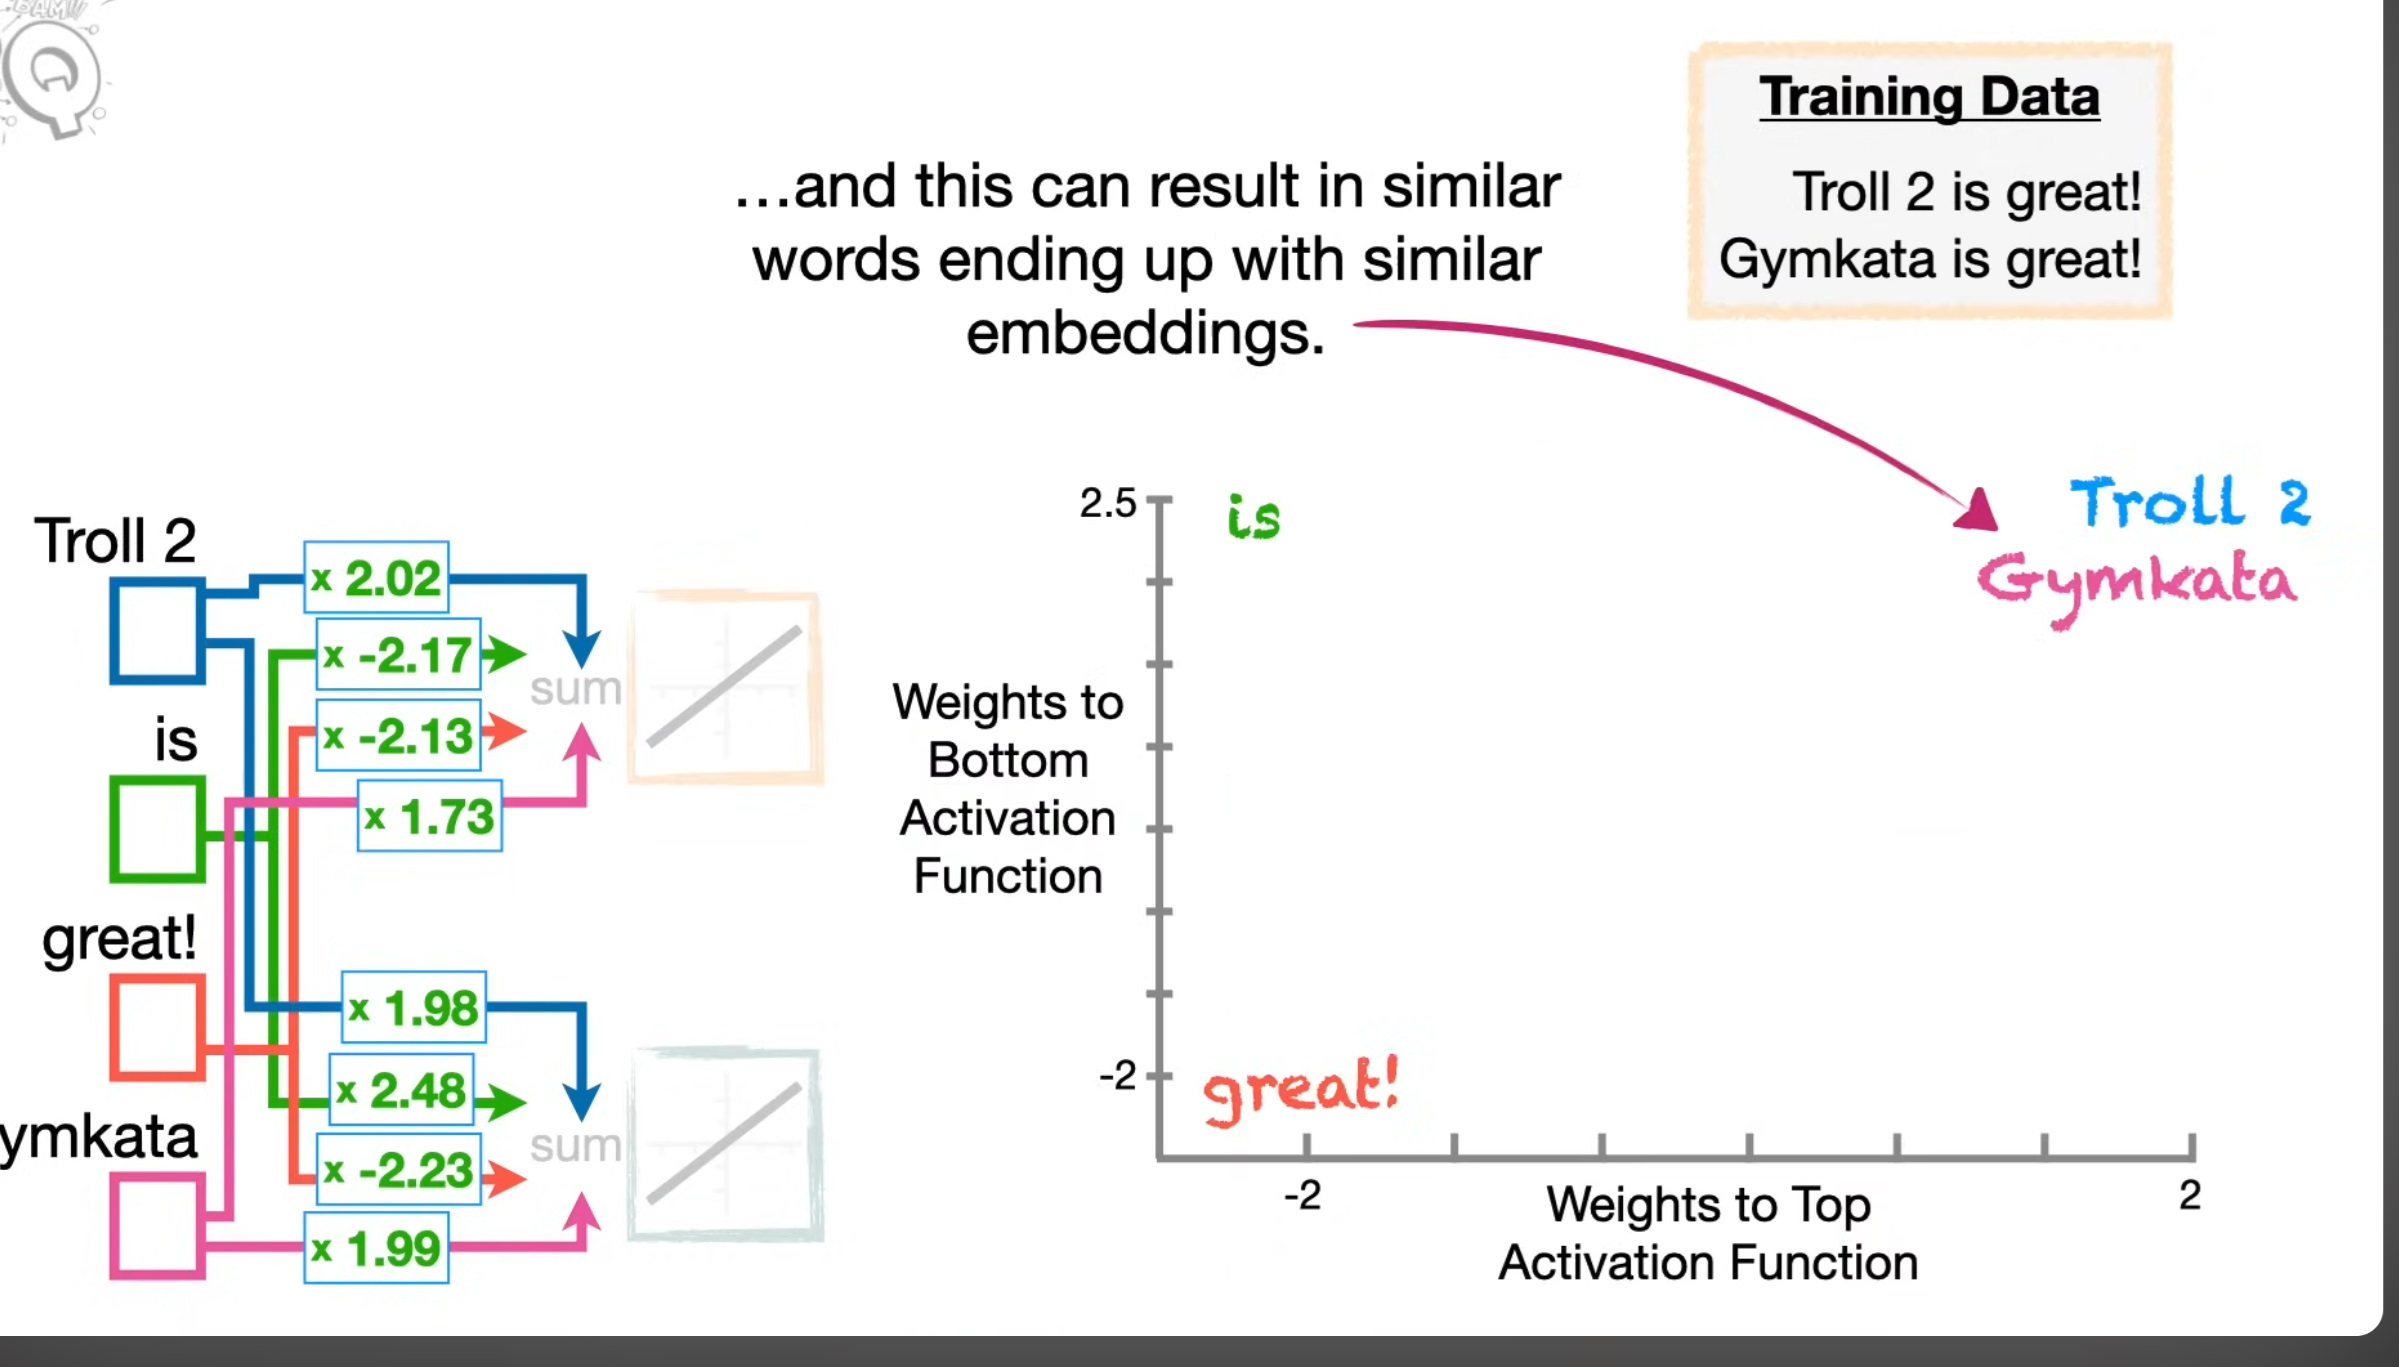 BAM!!!
...and this can result in similar
words ending up with similar
embeddings.
Training Data
Troll 2 is great!
Gymkata is great!
Troll 2
is
great!
ymkata
x 2.02
x -2.17
x -2.13
x 1.73
sum
x 1.98
x 2.48
x -2.23
x 1.99
sum
Weights to
Bottom
Activation
Function
2.5
-2
is
great!
Troll 2
Gymkata
-2
2
Weights to Top
Activation Function